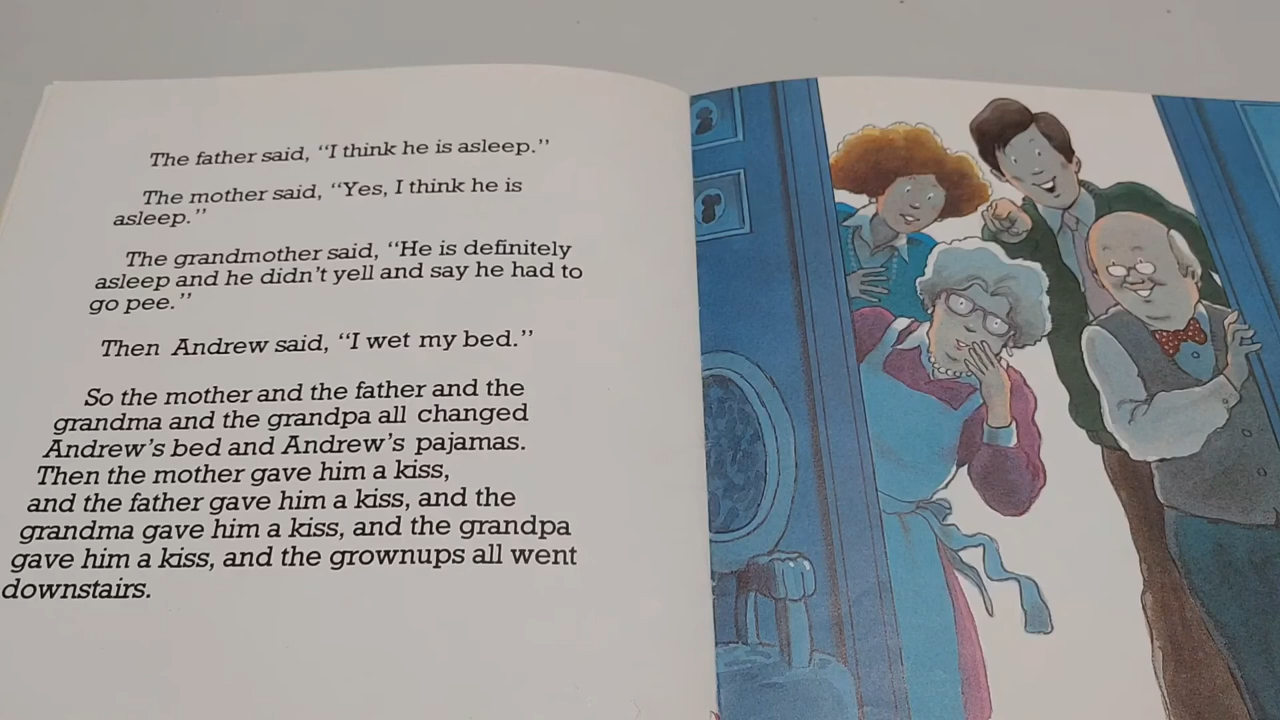 The father said, “I think he is asleep.”
The mother said, “Yes, I think he is
asleep.”
The grandmother said, “He is definitely
asleep and he didn’t yell and say he had to
go pee.”
Then Andrew said, “I wet my bed.”
So the mother and the father and the
grandma and the grandpa all changed
Andrew’s bed and Andrew’s pajamas.
Then the mother gave him a kiss,
and the father gave him a kiss, and the
grandma gave him a kiss, and the grandpa
gave him a kiss, and the grownups all went
downstairs.